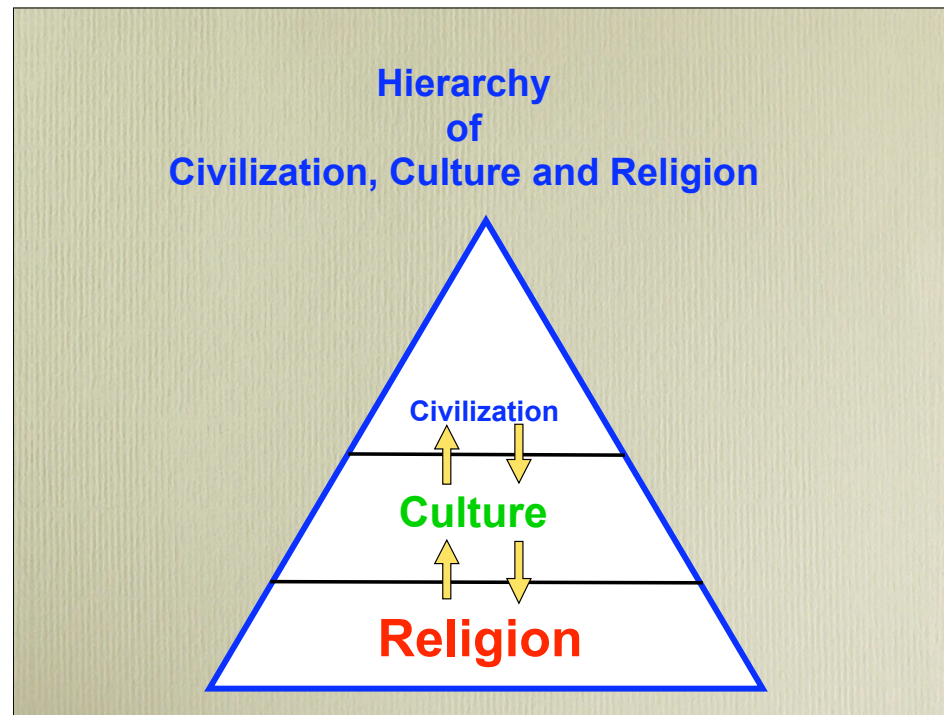 Hierarchy
of
Civilization, Culture and Religion
Civilization
Culture
Religion